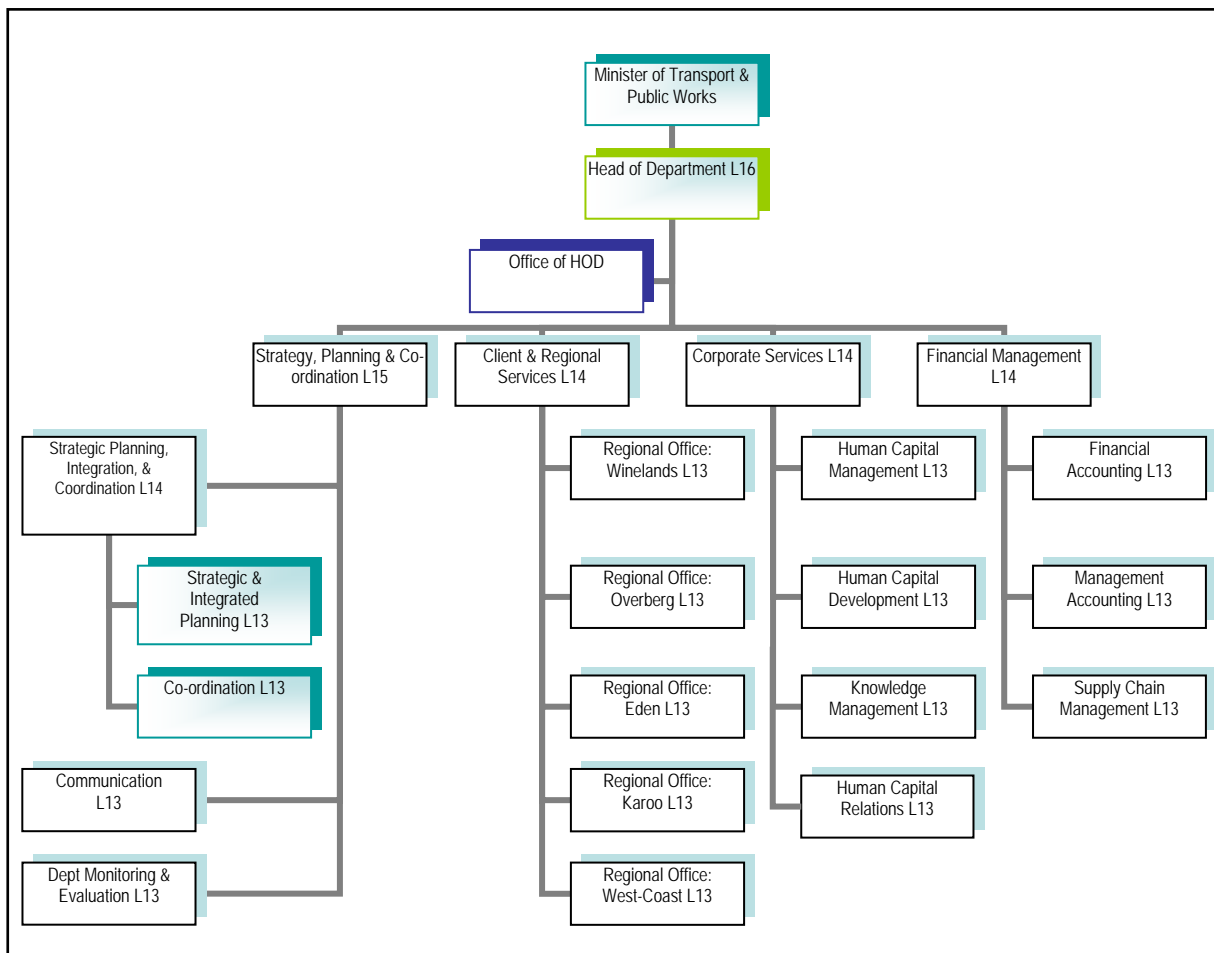 Minister of Transport &
Public Works
Head of Department L16
Office of HOD
Strategy, Planning & Co-
ordination L15
Client & Regional
Services L14
Corporate Services L14
Financial Management
L14
Strategic Planning,
Integration, &
Coordination L14
Strategic &
Integrated
Planning L13
Co-ordination L13
Communication
L13
Dept Monitoring &
Evaluation L13
Regional Office:
Winelands L13
Regional Office:
Overberg L13
Regional Office:
Eden L13
Regional Office:
Karoo L13
Regional Office:
West-Coast L13
Human Capital
Management L13
Human Capital
Development L13
Knowledge
Management L13
Human Capital
Relations L13
Financial
Accounting L13
Management
Accounting L13
Supply Chain
Management L13